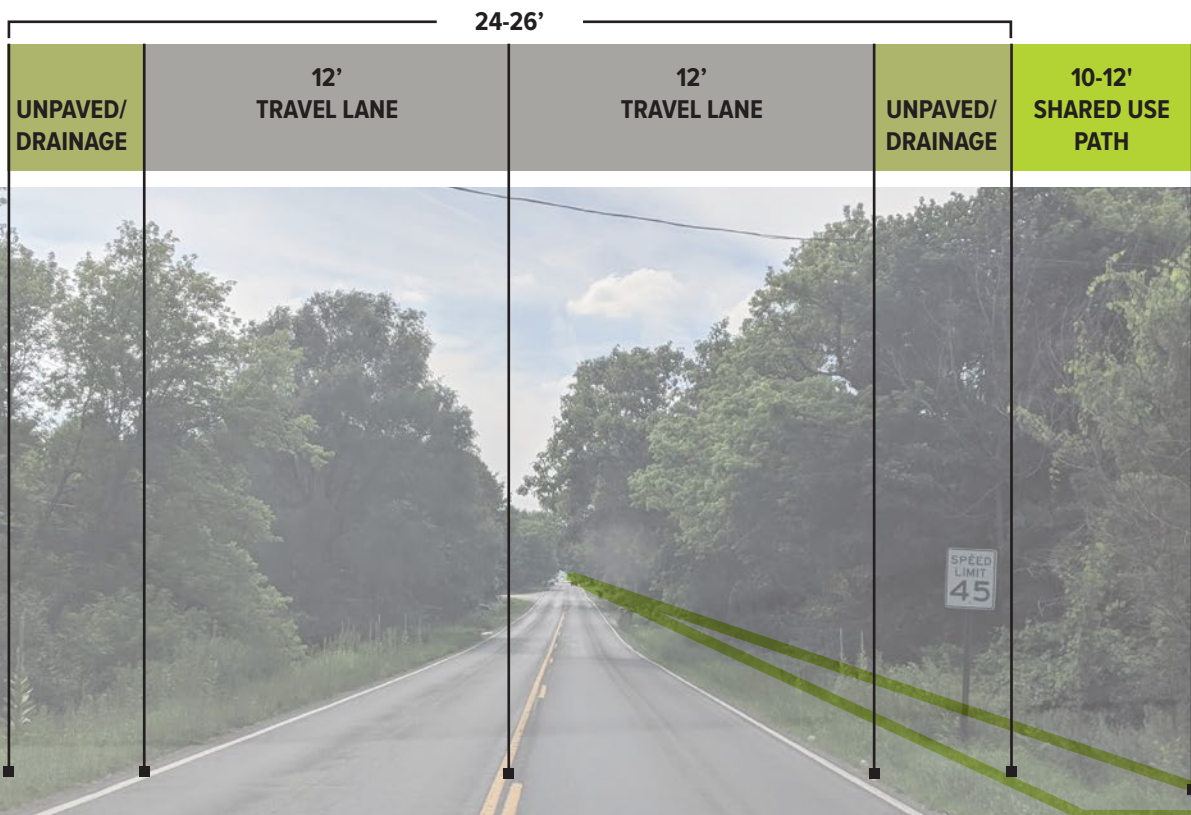 24-26’
UNPAVED/
DRAINAGE
12’
TRAVEL LANE
12’
TRAVEL LANE
UNPAVED/
DRAINAGE
10-12'
SHARED USE
PATH
SPEED
LIMIT
45